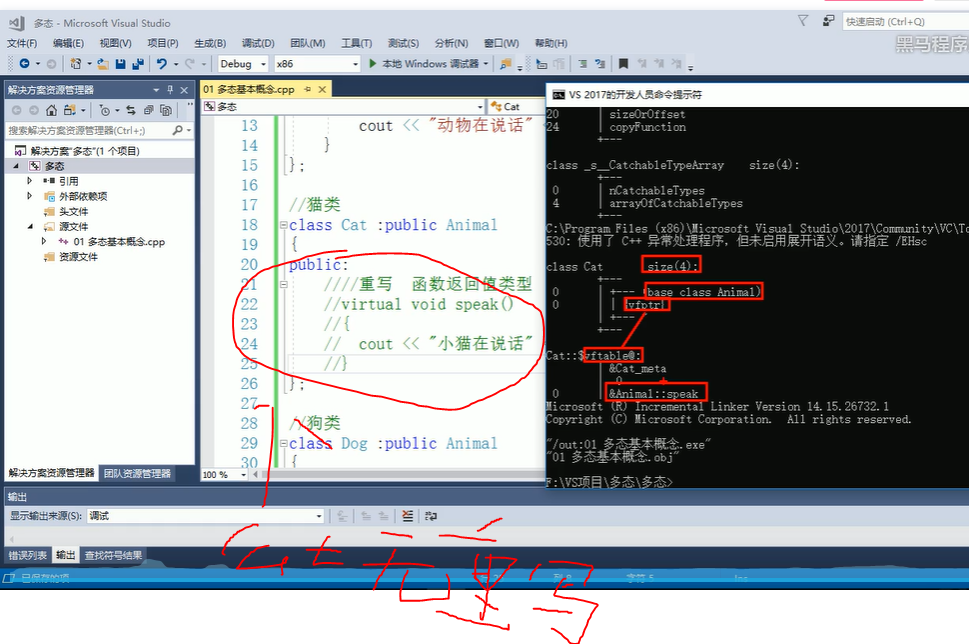 多态 - Microsoft Visual Studio
快速启动 (Ctrl+Q)
文件(F) 编辑(E) 视图(V) 项目(P) 生成(B) 调试(D) 团队(M) 工具(T) 测试(S) 分析(N) 窗口(W) 帮助(H)
黑马程序
Debug x86 本地 Windows 调试器
解决方案资源管理器
搜索解决方案资源管理器(Ctrl+;)
解决方案"多态"(1 个项目)
多态
引用
外部依赖项
头文件
源文件
01 多态基本概念.cpp
资源文件
解决方案资源管理器 团队资源管理器
01 多态基本概念.cpp
多态 Cat
13 cout << "动物在说话"
14 }
15 };
16
17 //猫类
18 class Cat :public Animal
19 {
20 public:
21 ////重写 函数返回值类型
22 //virtual void speak()
23 //{
24 // cout << "小猫在说话"
25 //}
26 };
27
28 //狗类
29 class Dog :public Animal
30 {
100 %
VS 2017的开发人员命令提示符
20 | sizeOrOffset
24 | copyFunction
+---
class _s__CatchableTypeArray size(4):
+---
0 | nCatchableTypes
4 | arrayOfCatchableTypes
+---
C:\Program Files (x86)\Microsoft Visual Studio\2017\Community\VC\To
530: 使用了 C++ 异常处理程序，但未启用展开语义。请指定 /EHsc
class Cat size(4):
+---
0 | +--- (base class Animal)
0 | | {vfptr}
| +---
+---
Cat::$vftable@:
| &Cat_meta
| 0
0 | &Animal::speak
Microsoft (R) Incremental Linker Version 14.15.26732.1
Copyright (C) Microsoft Corporation. All rights reserved.
"/out:01 多态基本概念.exe"
"01 多态基本概念.obj"
F:\VS项目\多态\多态>
输出
显示输出来源(S): 调试
错误列表 输出 查找符号结果
已保存的项